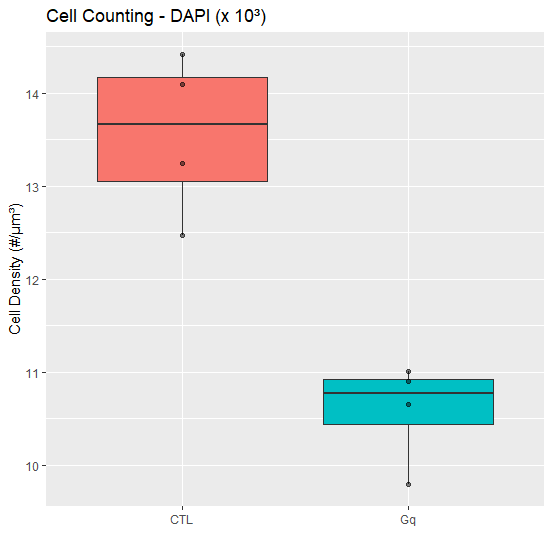 Cell Counting - DAPI (x 10³)
Cell Density (#/μm³)
14
13
12
11
10
CTL
Gq